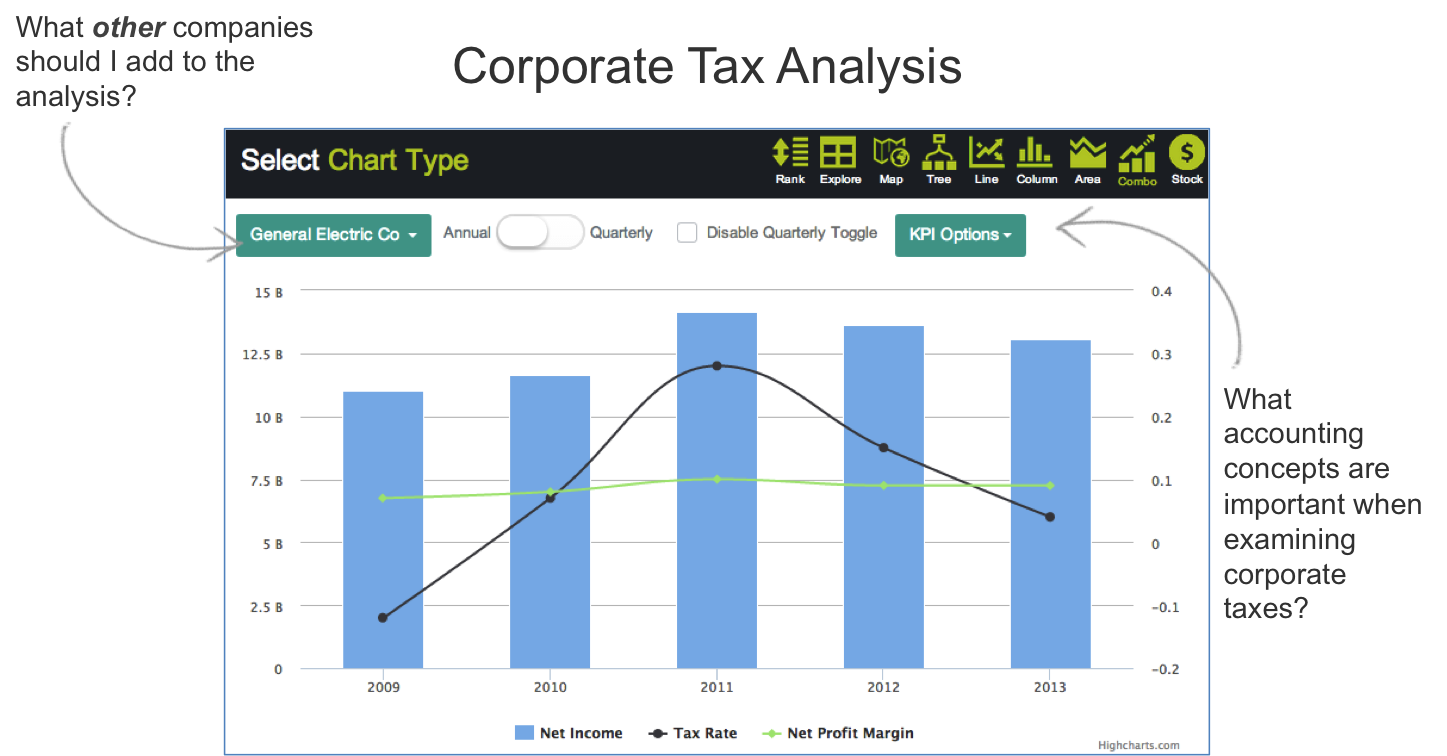 What other companies
should I add to the
analysis?
Corporate Tax Analysis
Select Chart Type
Rank Explore Map Tree Line Column Area Combo Stock
General Electric Co
Annual Quarterly
Disable Quarterly Toggle
KPI Options
15 B
12.5 B
10 B
7.5 B
5 B
2.5 B
0
0.4
0.3
0.2
0.1
0
-0.1
-0.2
2009 2010 2011 2012 2013
Net Income Tax Rate Net Profit Margin
Highcharts.com
What
accounting
concepts are
important when
examining
corporate
taxes?